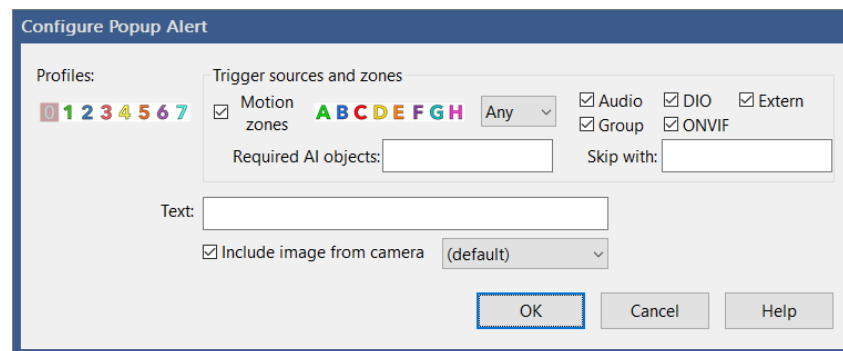 Configure Popup Alert
Profiles:
0 1 2 3 4 5 6 7
Trigger sources and zones
Motion zones
A B C D E F G H
Any
Audio
DIO
Extern
Group
ONVIF
Required AI objects:
Skip with:
Text:
Include image from camera
(default)
OK
Cancel
Help